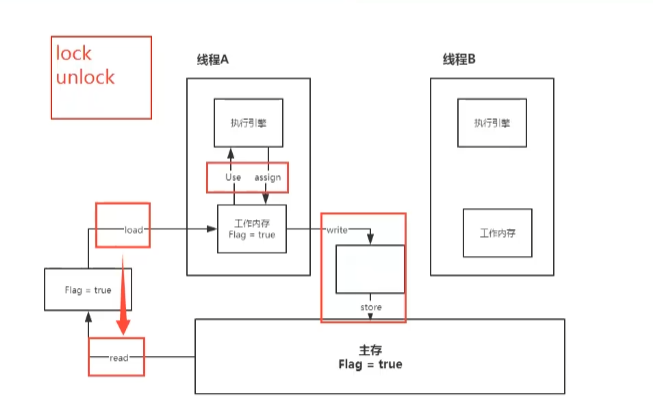 lock
unlock
线程A
线程B
执行引擎
执行引擎
Use
assign
工作内存
Flag = true
工作内存
load
write
Flag = true
store
read
主存
Flag = true